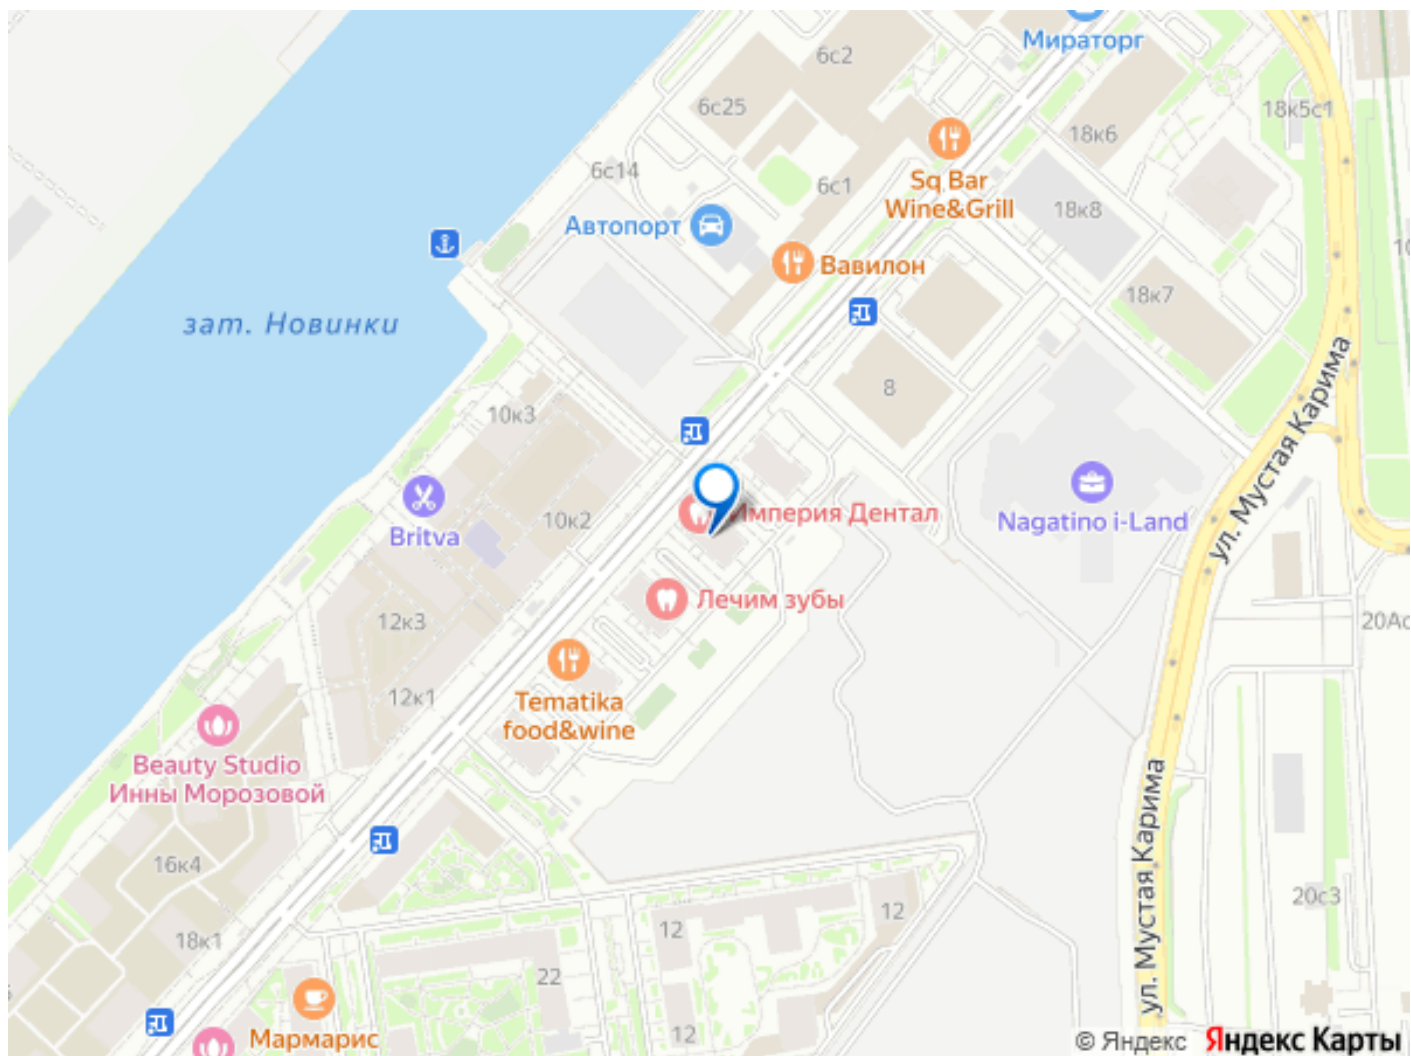 Мираторг
6с2
6с25
18к5с1
18к6
Sq Bar
Wine&Grill
6с14
6с1
18к8
Автопорт
Вавилон
18к7
зат. Новинки
8
ул. Мустая Карима
10к3
Britva
10к2
Империя Дентал
Nagatino i-Land
Лечим зубы
12к3
20Ас
12к1
Tematika
food&wine
Beauty Studio
Инны Морозовой
ул. Мустая Карима
16к4
20с3
18к1
12
12
22
12
Мармарис
© Яндекс Яндекс Карты